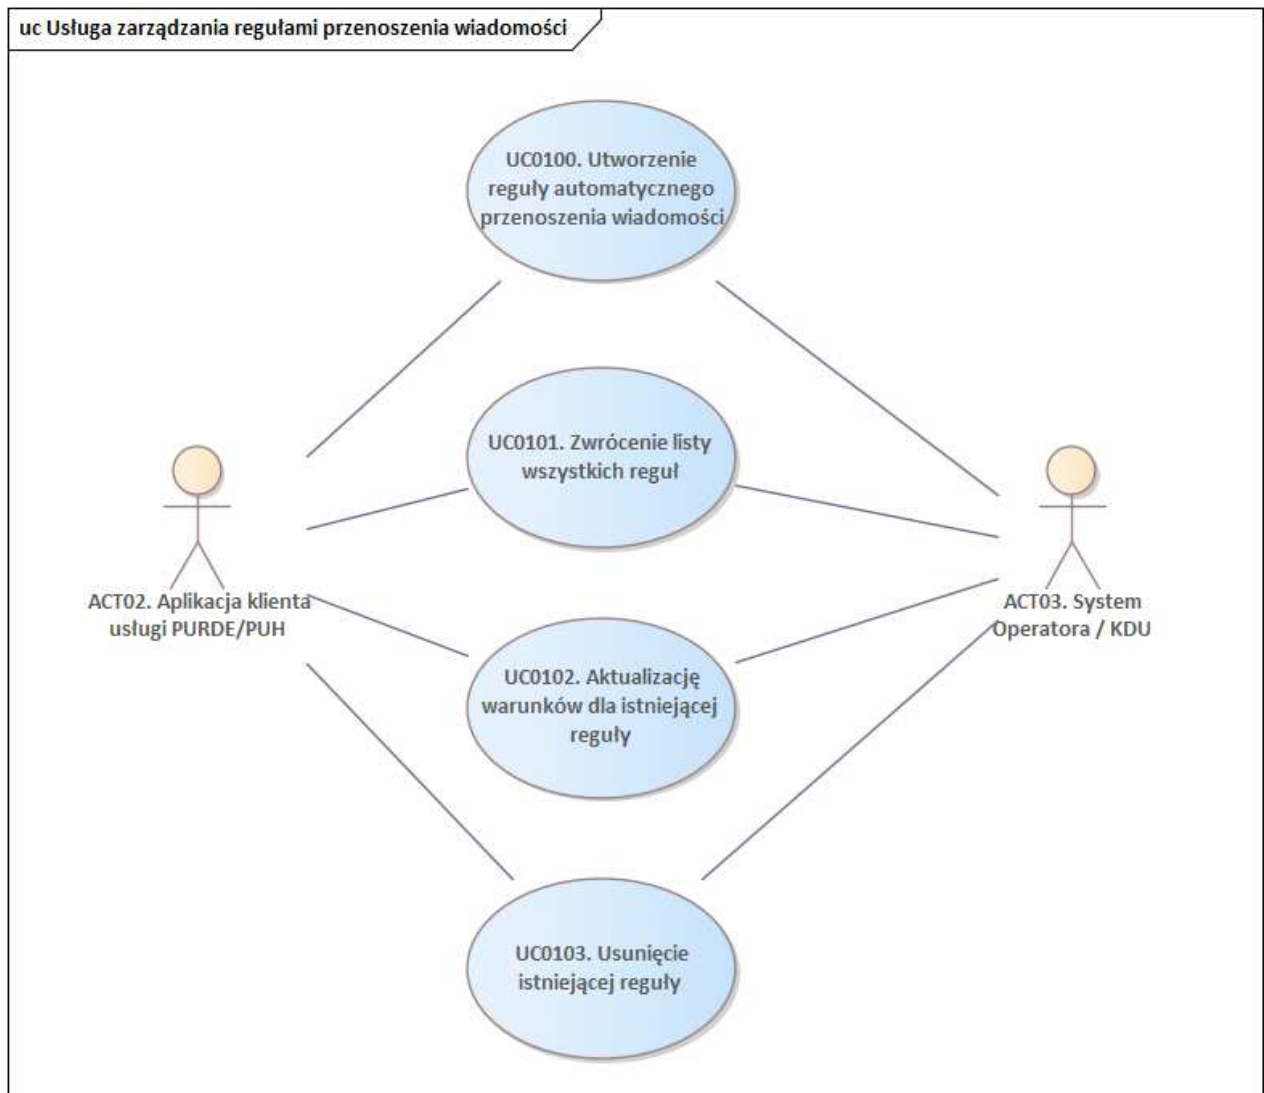 uc Usługa zarządzania regułami przenoszenia wiadomości
UC0100. Utworzenie
reguły automatycznego
przenoszenia wiadomości
UC0101. Zwrócenie listy
wszystkich reguł
ACT02. Aplikacja klienta
usługi PURDE/PUH
ACT03. System
Operatora / KDU
UC0102. Aktualizację
warunków dla istniejącej
reguły
UC0103. Usunięcie
istniejącej reguły